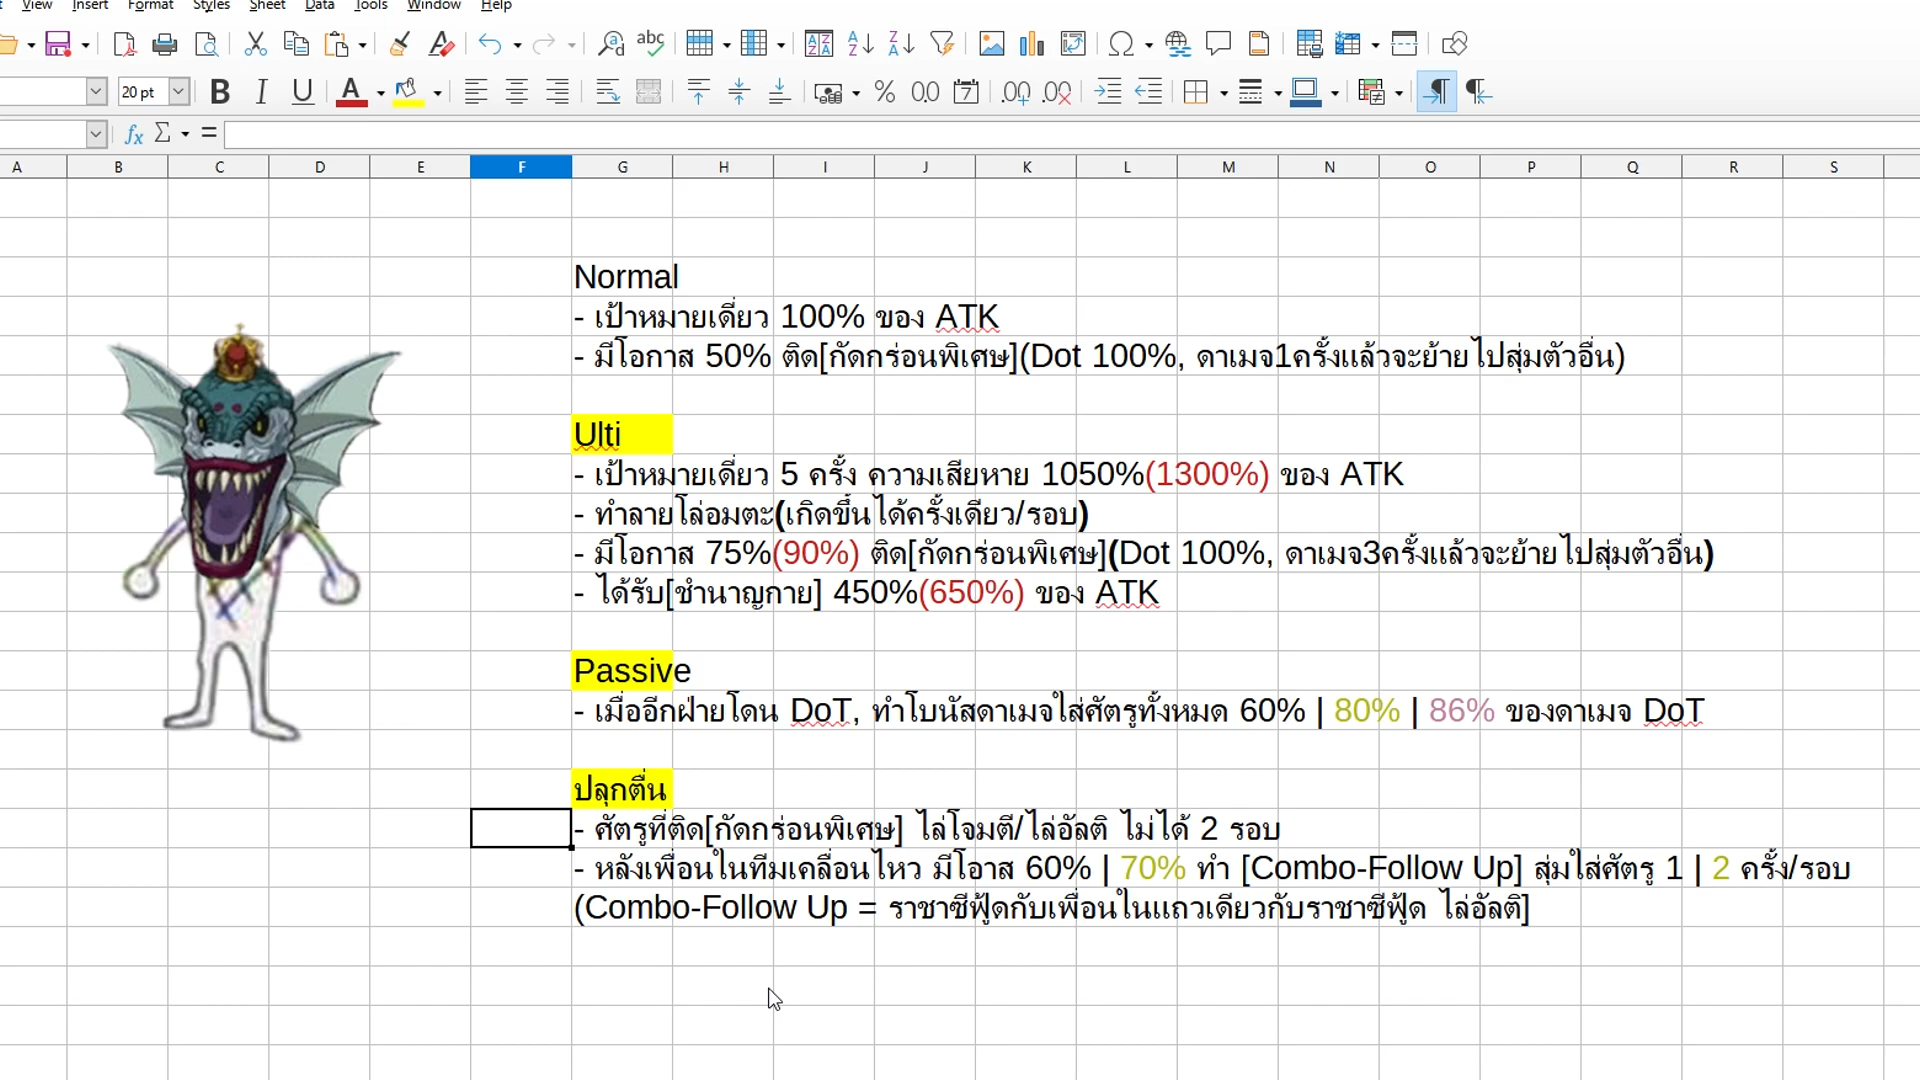 View Insert Format Styles Sheet Data Tools Window Help
20 pt
A B C D E F G H I J K L M N O P Q R S
Normal
- เป้าหมายเดี่ยว 100% ของ ATK
- มีโอกาส 50% ติด[กัดกร่อนพิเศษ](Dot 100%, ดาเมจ1ครั้งแล้วจะย้ายไปสุ่มตัวอื่น)
Ulti
- เป้าหมายเดี่ยว 5 ครั้ง ความเสียหาย 1050%(1300%) ของ ATK
- ทำลายโล่อมตะ(เกิดขึ้นได้ครั้งเดียว/รอบ)
- มีโอกาส 75%(90%) ติด[กัดกร่อนพิเศษ](Dot 100%, ดาเมจ3ครั้งแล้วจะย้ายไปสุ่มตัวอื่น)
- ได้รับ[ชำนาญกาย] 450%(650%) ของ ATK
Passive
- เมื่ออีกฝ่ายโดน DoT, ทำโบนัสดาเมจใส่ศัตรูทั้งหมด 60% | 80% | 86% ของดาเมจ DoT
ปลุกตื่น
- ศัตรูที่ติด[กัดกร่อนพิเศษ] ไล่โจมตี/ไล่อัลติ ไม่ได้ 2 รอบ
- หลังเพื่อนในทีมเคลื่อนไหว มีโอาส 60% | 70% ทำ [Combo-Follow Up] สุ่มใส่ศัตรู 1 | 2 ครั้ง/รอบ
(Combo-Follow Up = ราชาซีฟู้ดกับเพื่อนในแถวเดียวกับราชาซีฟู้ด ไล่อัลติ]